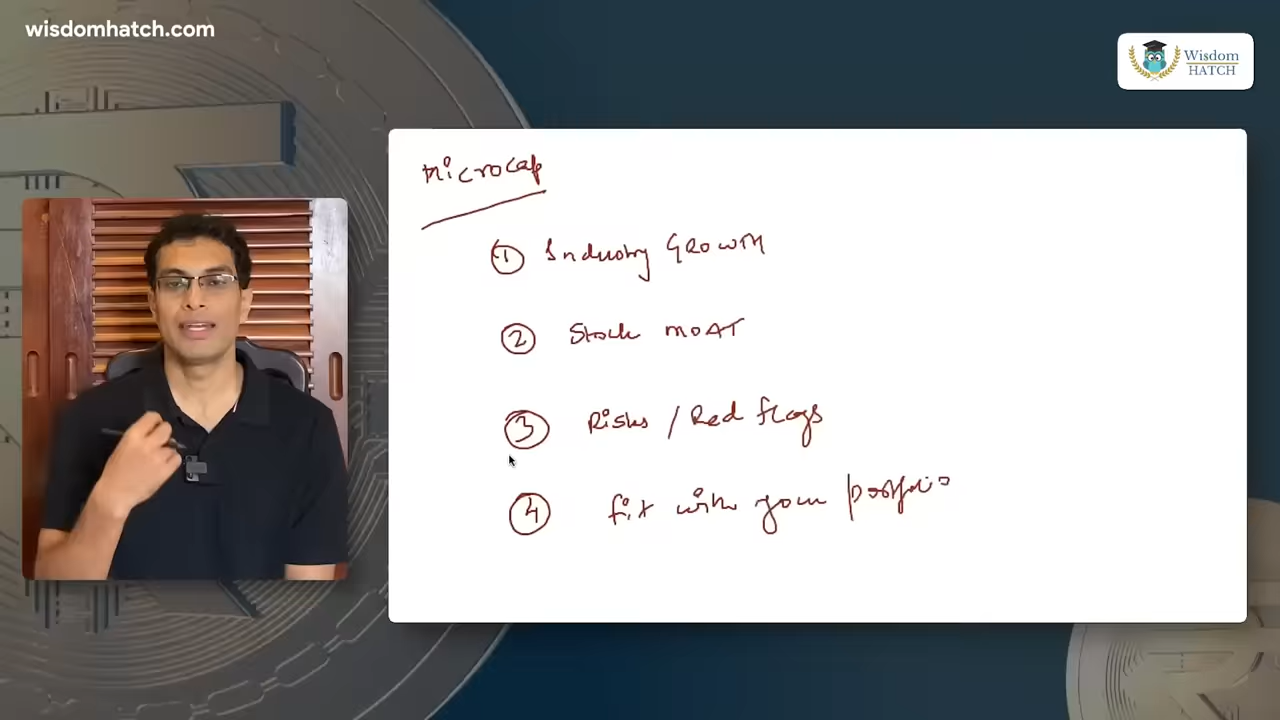 wisdomhatch.com
Wisdom
HATCH
Microcap
1 Industry Growth
2 Stock MOAT
3 Risks / Red flags
4 fit with your portfolio